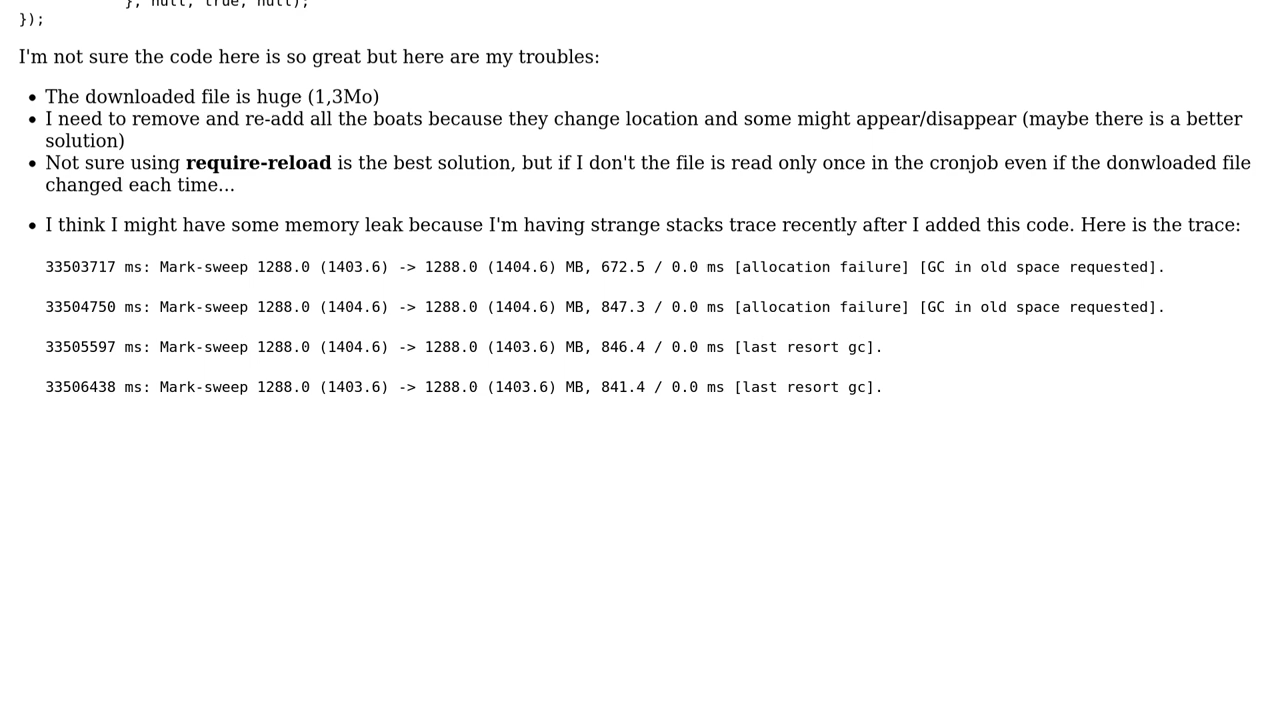 }, null, true, null);
});
I'm not sure the code here is so great but here are my troubles:
The downloaded file is huge (1,3Mo)
I need to remove and re-add all the boats because they change location and some might appear/disappear (maybe there is a better
solution)
Not sure using require-reload is the best solution, but if I don't the file is read only once in the cronjob even if the donwloaded file
changed each time...
I think I might have some memory leak because I'm having strange stacks trace recently after I added this code. Here is the trace:
33503717 ms: Mark-sweep 1288.0 (1403.6) -> 1288.0 (1404.6) MB, 672.5 / 0.0 ms [allocation failure] [GC in old space requested].
33504750 ms: Mark-sweep 1288.0 (1404.6) -> 1288.0 (1404.6) MB, 847.3 / 0.0 ms [allocation failure] [GC in old space requested].
33505597 ms: Mark-sweep 1288.0 (1404.6) -> 1288.0 (1403.6) MB, 846.4 / 0.0 ms [last resort gc].
33506438 ms: Mark-sweep 1288.0 (1403.6) -> 1288.0 (1403.6) MB, 841.4 / 0.0 ms [last resort gc].